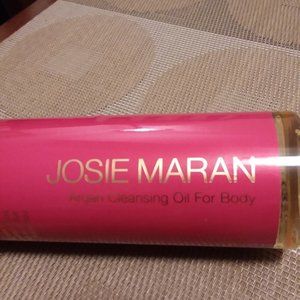 JOSIE MARAN
Argan Cleansing Oil For Body